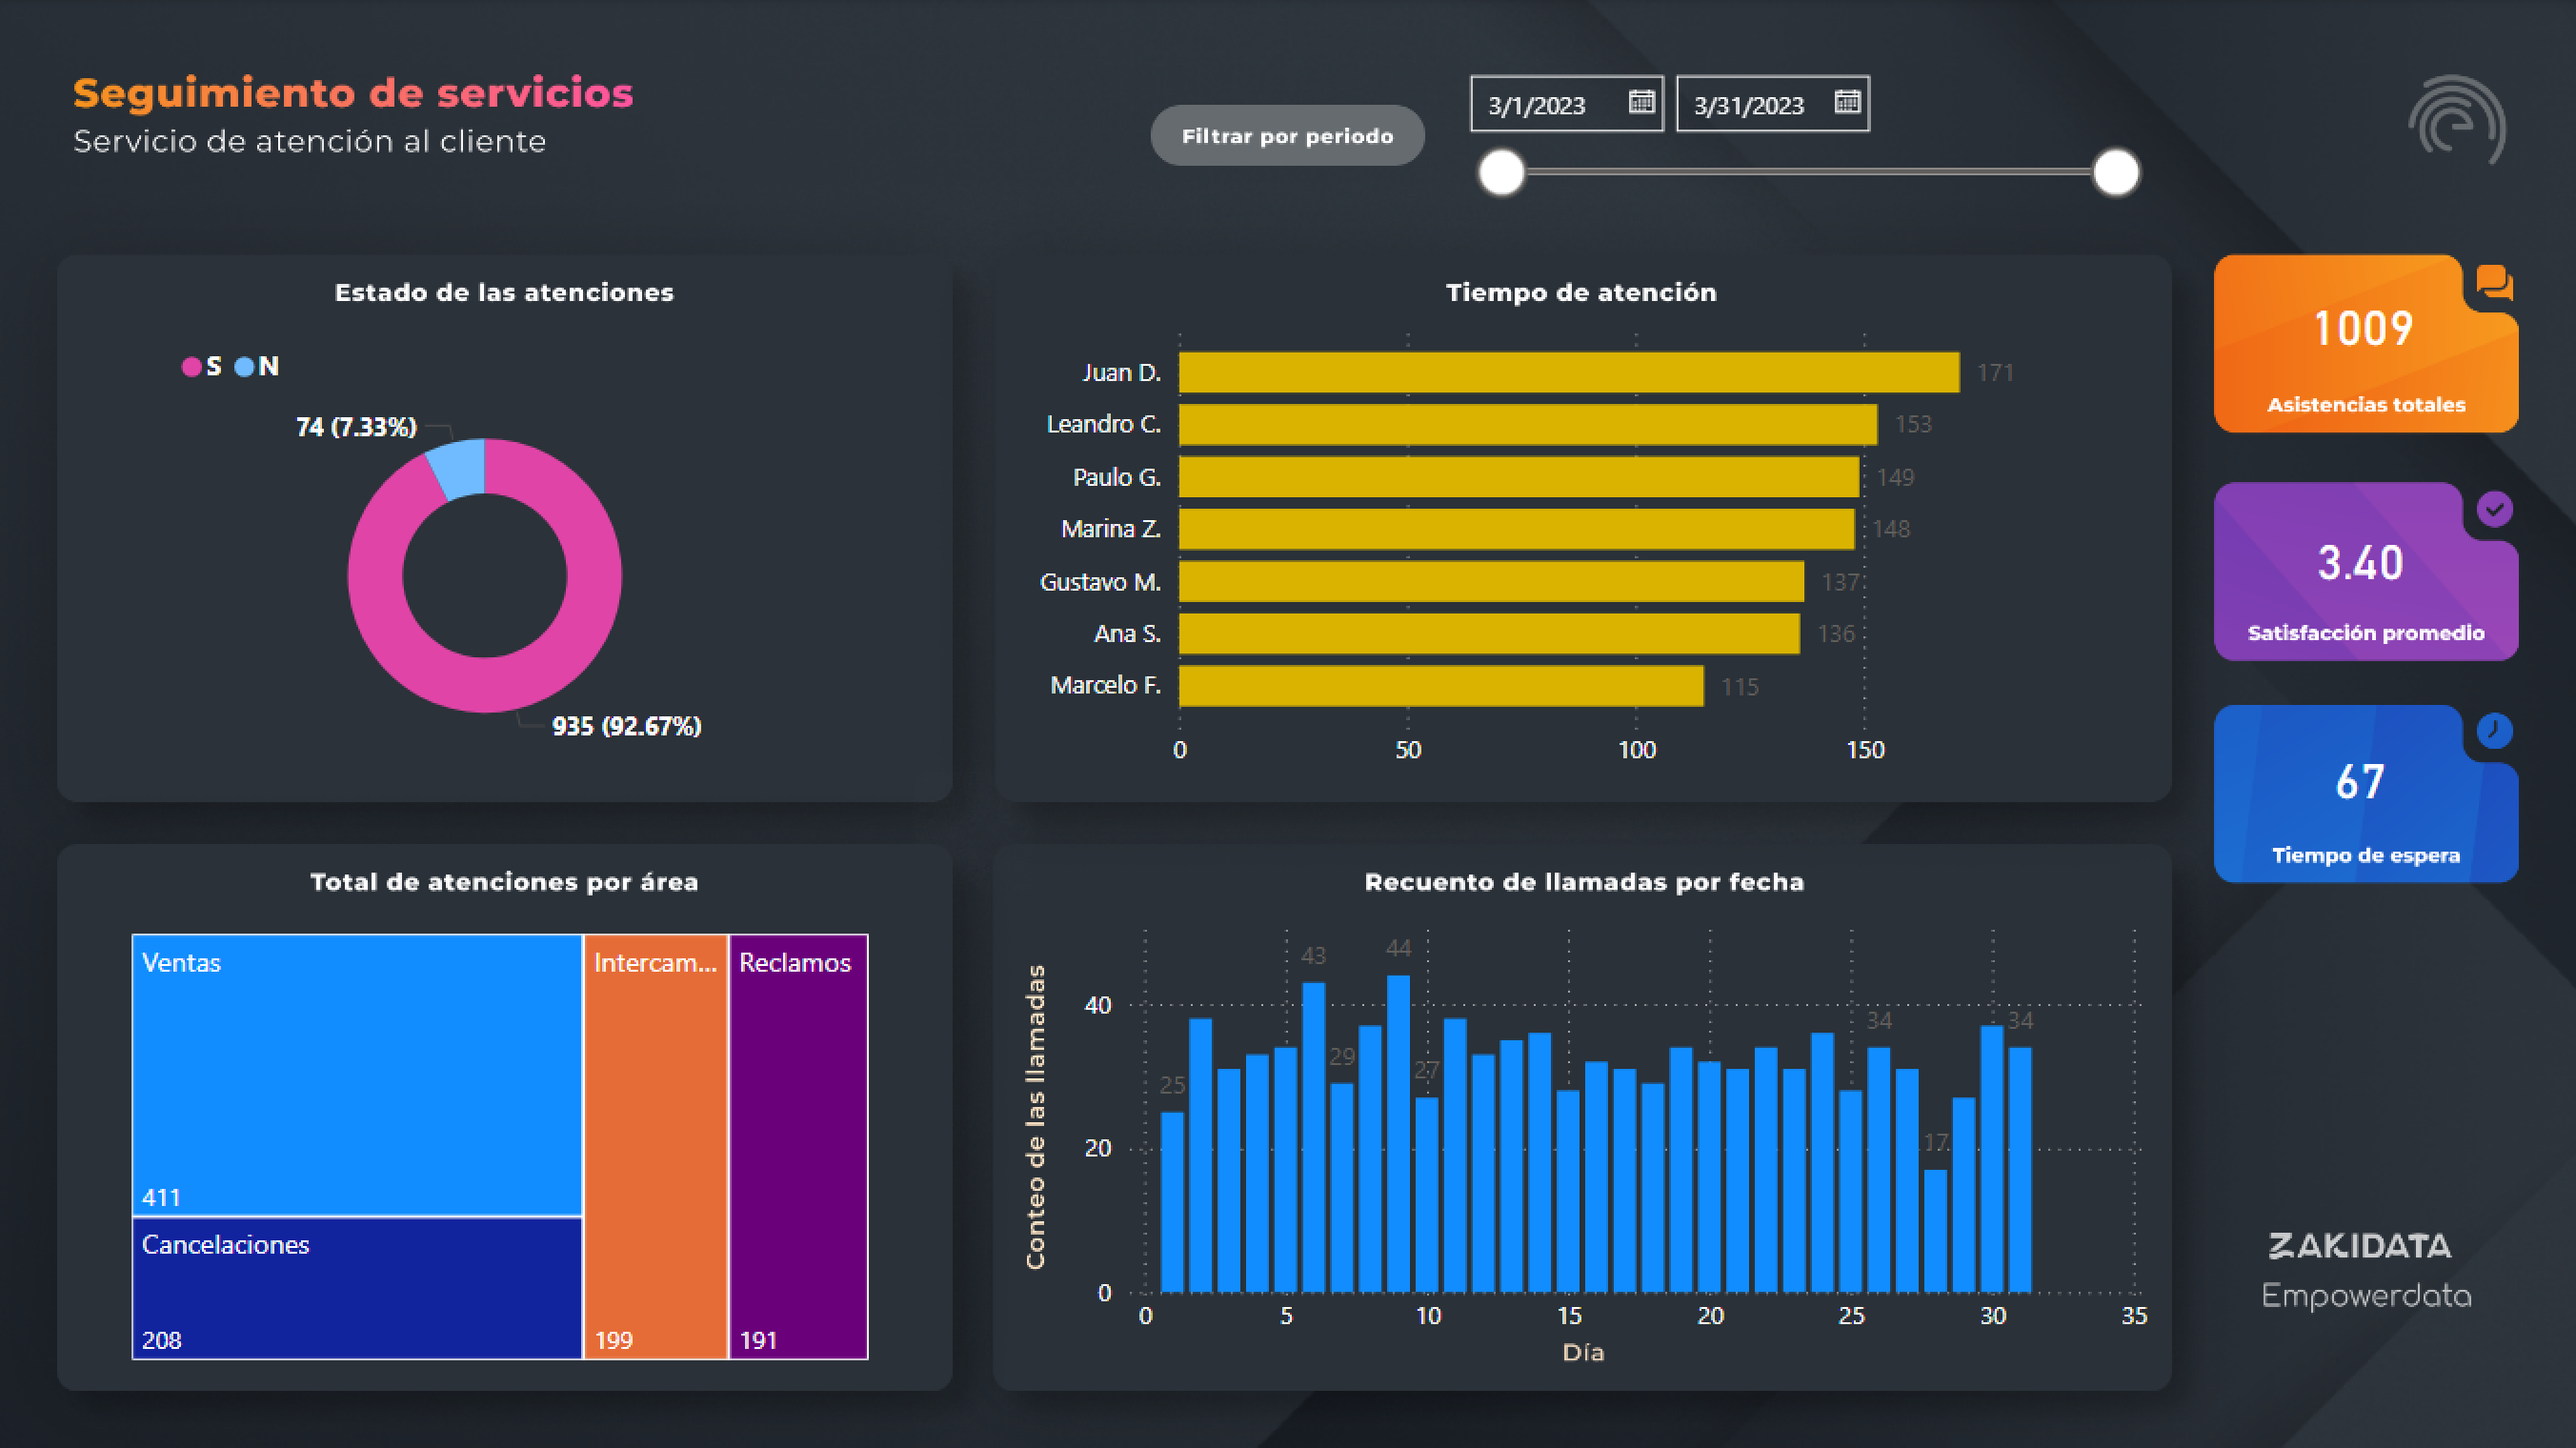 Seguimiento de servicios
Servicio de atención al cliente
Filtrar por periodo
3/1/2023
3/31/2023
Estado de las atenciones
S N
74 (7.33%)
935 (92.67%)
Tiempo de atención
Juan D. 171
Leandro C. 153
Paulo G. 149
Marina Z. 148
Gustavo M. 137
Ana S. 136
Marcelo F. 115
0 50 100 150
1009
Asistencias totales
3.40
Satisfacción promedio
67
Tiempo de espera
Total de atenciones por área
Ventas
411
Cancelaciones
208
Intercam...
199
Reclamos
191
Recuento de llamadas por fecha
Conteo de las llamadas
40
20
0
25 43 29 44 27 34 17 34
0 5 10 15 20 25 30 35
Día
ZAKIDATA
Empowerdata